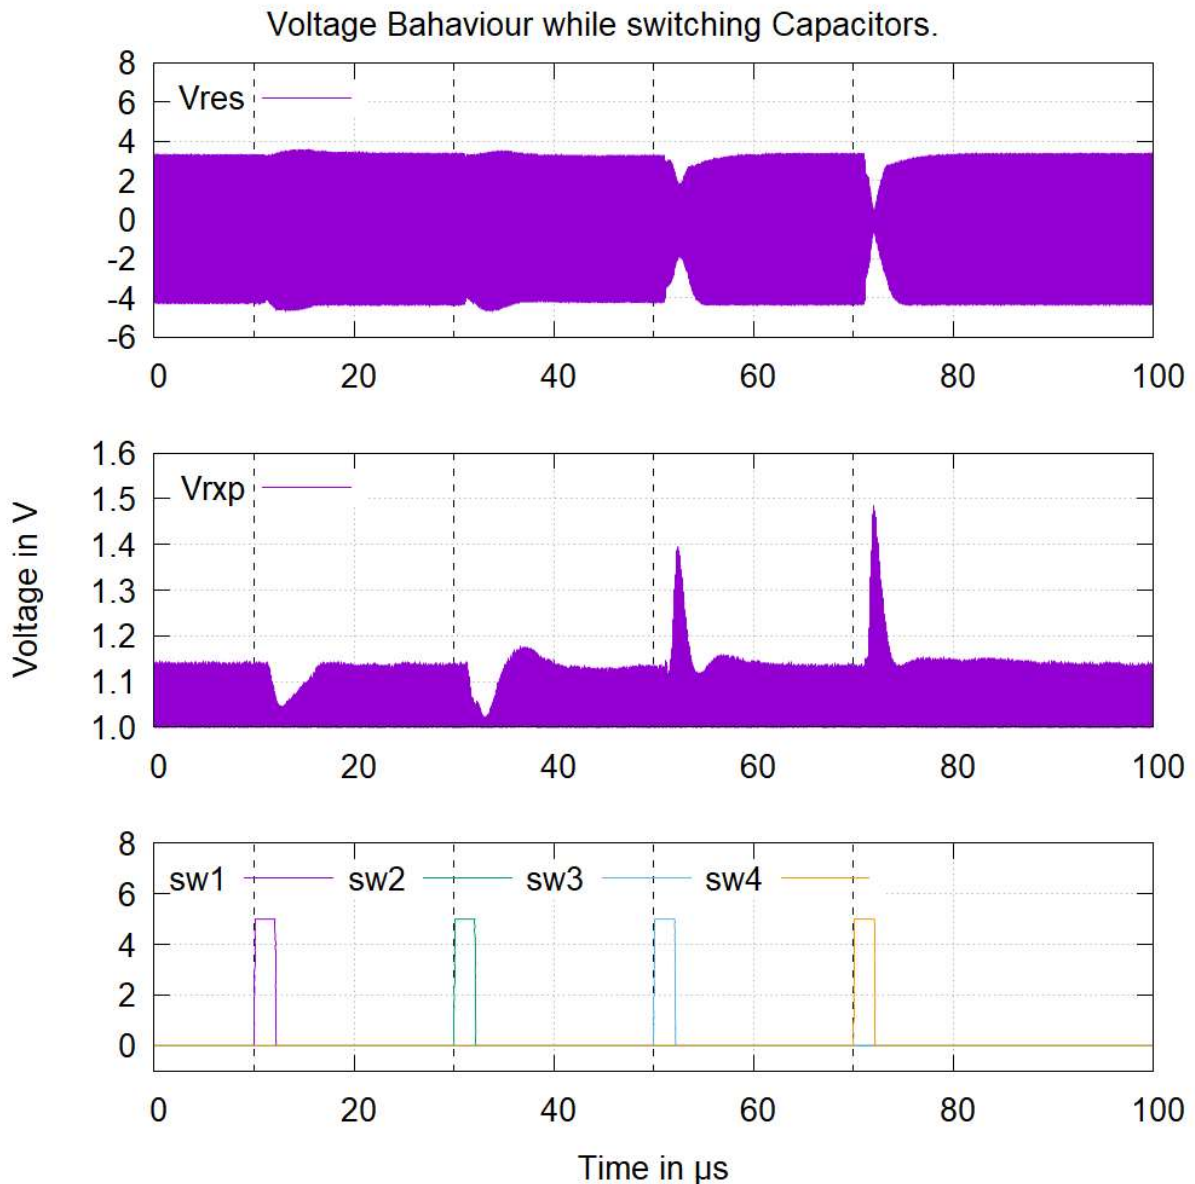 Voltage Bahaviour while switching Capacitors.
8
Vres
6
4
2
0
-2
-4
-6
0 20 40 60 80 100
1.6
Vrxp
1.5
1.4
1.3
1.2
1.1
1.0
0 20 40 60 80 100
Voltage in V
8
sw1 sw2 sw3 sw4
6
4
2
0
0 20 40 60 80 100
Time in µs